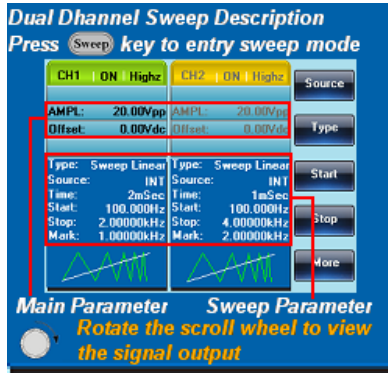 Dual Dhannel Sweep Description
Press Sweep key to entry sweep mode
CH1 ON Highz CH2 ON Highz
Source
AMPL: 20.00Vpp AMPL: 20.00Vpp
Offset: 0.00Vdc Offset: 0.00Vdc
Type
Type: Sweep Linear Type: Sweep Linear
Source: INT Source: INT
Start
Time: 2mSec Time: 1mSec
Start: 100.000Hz Start: 100.000Hz
Stop: 2.00000kHz Stop: 4.00000kHz
Stop
Mark: 1.00000kHz Mark: 2.00000kHz
More
Main Parameter Sweep Parameter
Rotate the scroll wheel to view
the signal output